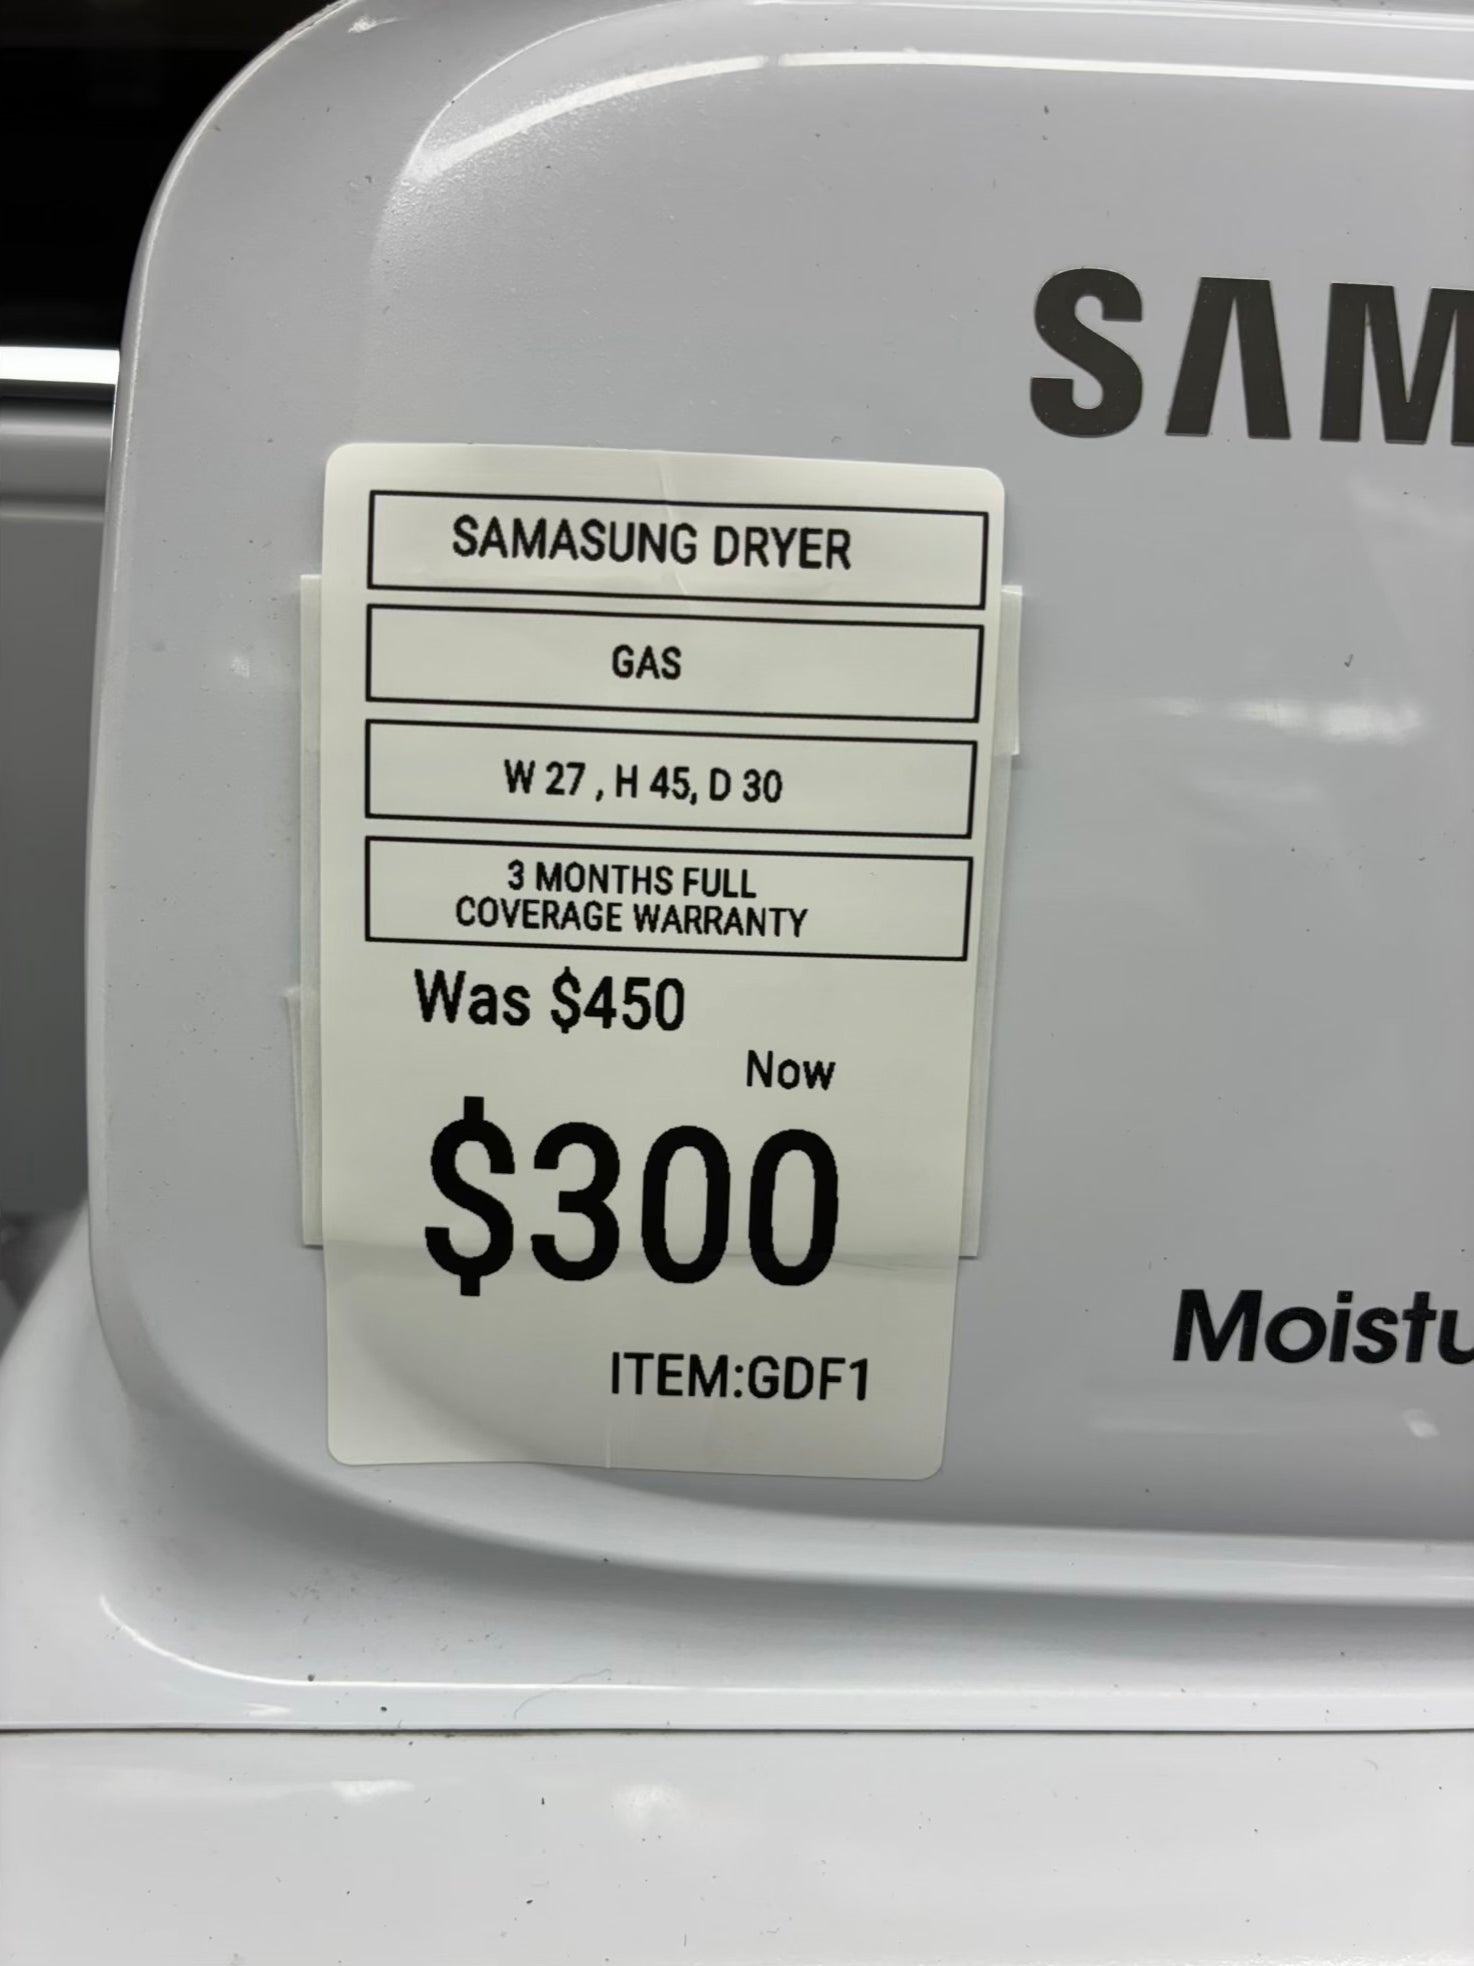 SAM
SAMASUNG DRYER
GAS
W 27 , H 45, D 30
3 MONTHS FULL
COVERAGE WARRANTY
Was $450
Now
$300
Moistu
ITEM:GDF1